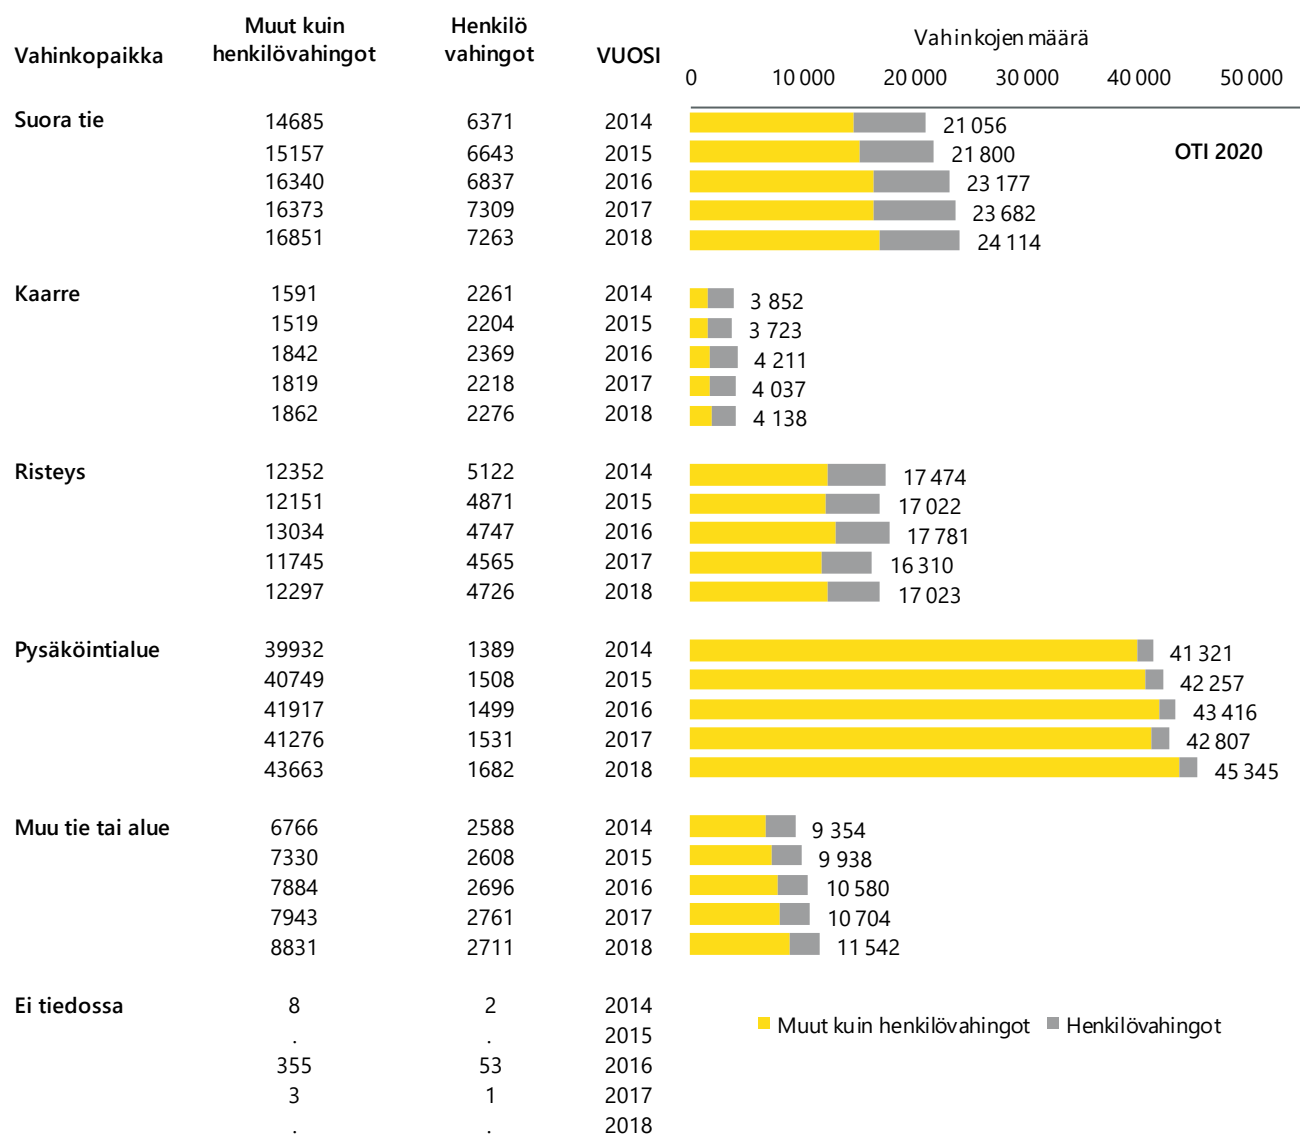 Vahinkopaikka Muut kuin henkilövahingot Henkilö vahingot VUOSI Vahinkojen määrä
0 10 000 20 000 30 000 40 000 50 000
Suora tie 14685 6371 2014 21 056
15157 6643 2015 21 800 OTI 2020
16340 6837 2016 23 177
16373 7309 2017 23 682
16851 7263 2018 24 114
Kaarre 1591 2261 2014 3 852
1519 2204 2015 3 723
1842 2369 2016 4 211
1819 2218 2017 4 037
1862 2276 2018 4 138
Risteys 12352 5122 2014 17 474
12151 4871 2015 17 022
13034 4747 2016 17 781
11745 4565 2017 16 310
12297 4726 2018 17 023
Pysäköintialue 39932 1389 2014 41 321
40749 1508 2015 42 257
41917 1499 2016 43 416
41276 1531 2017 42 807
43663 1682 2018 45 345
Muu tie tai alue 6766 2588 2014 9 354
7330 2608 2015 9 938
7884 2696 2016 10 580
7943 2761 2017 10 704
8831 2711 2018 11 542
Ei tiedossa 8 2 2014
. . 2015
355 53 2016
3 1 2017
. . 2018
Muut kuin henkilövahingot Henkilövahingot